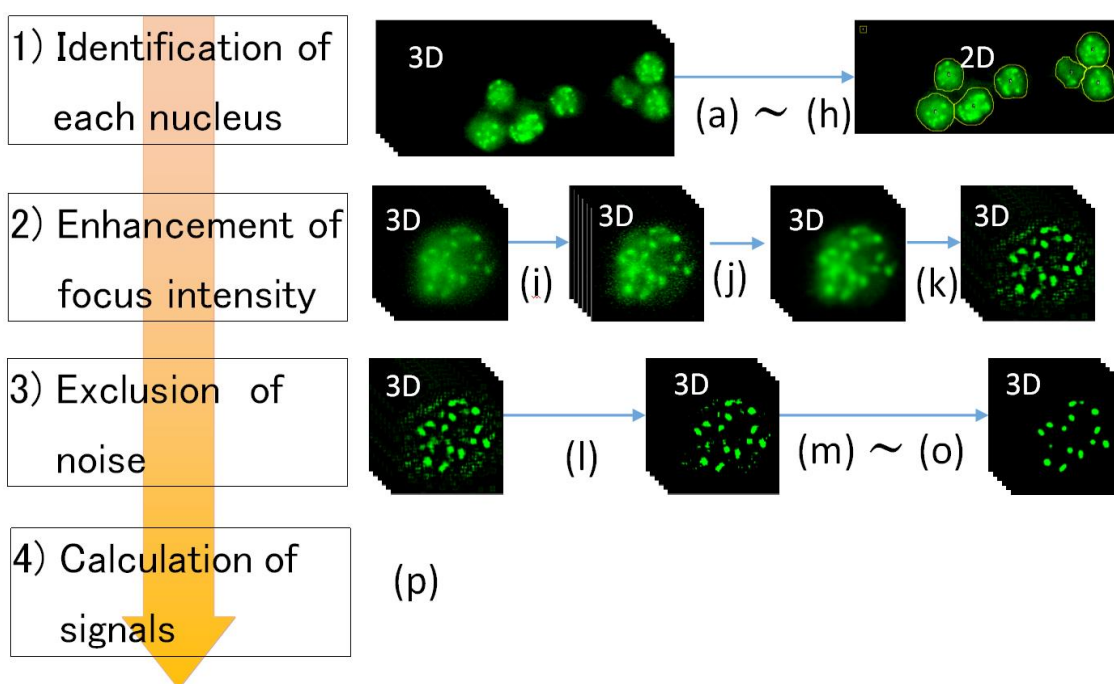 1) Identification of
each nucleus
3D
(a) ～ (h)
2D
2) Enhancement of
focus intensity
3D
(i)
3D
(j)
3D
(k)
3D
3) Exclusion of
noise
3D
(l)
3D
(m) ～ (o)
3D
4) Calculation of
signals
(p)